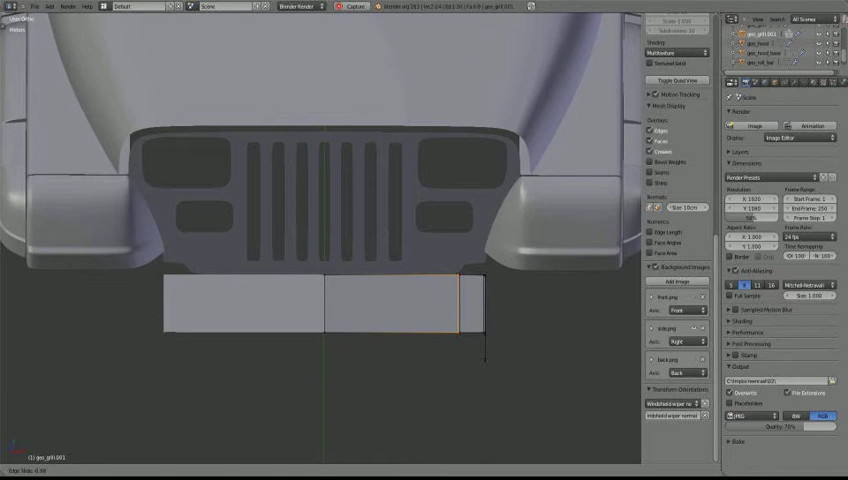 File
Render
Window
Help
Default
Scene
Blender Render
Capture
User Ortho
Meters
Subdivisions: 50
Shading:
Multitexture
Textured Solid
Toggle Quad View
Motion Tracking
Mesh Display
Overlays:
Edges
Faces
Creases
Bevel Weights
Seams
Sharp
Normals:
Size 10cm
Numerics:
Edge Length
Face Angles
Face Area
Background Images
Add Image
front.png
Axis: Front
side.png
Axis: Right
back.png
Axis: Back
Transform Orientations
View
Search
All Scenes
geo_grill.001
geo_hood
geo_hood_base
geo_roll_bar
Scene
Render
Image
Animation
Display: Image Editor
Layers
Dimensions
Render Presets
Resolution:
Frame Range:
X: 1920
Start Frame: 1
Y: 1080
End Frame: 250
50%
Frame Step: 1
Aspect Ratio:
Frame Rate:
X: 1.000
24 fps
Y: 1.000
Time Remapping:
Border
Crop
Anti-Aliasing
5
8
11
16
Full Sample
Size: 1.000
Sampled Motion Blur
Shading
Performance
Post Processing
Stamp
Output
Overwrite
File Extensions
Placeholders
JPEG
BW
RGB
Quality: 70%
Bake
(1) geo_grill.001